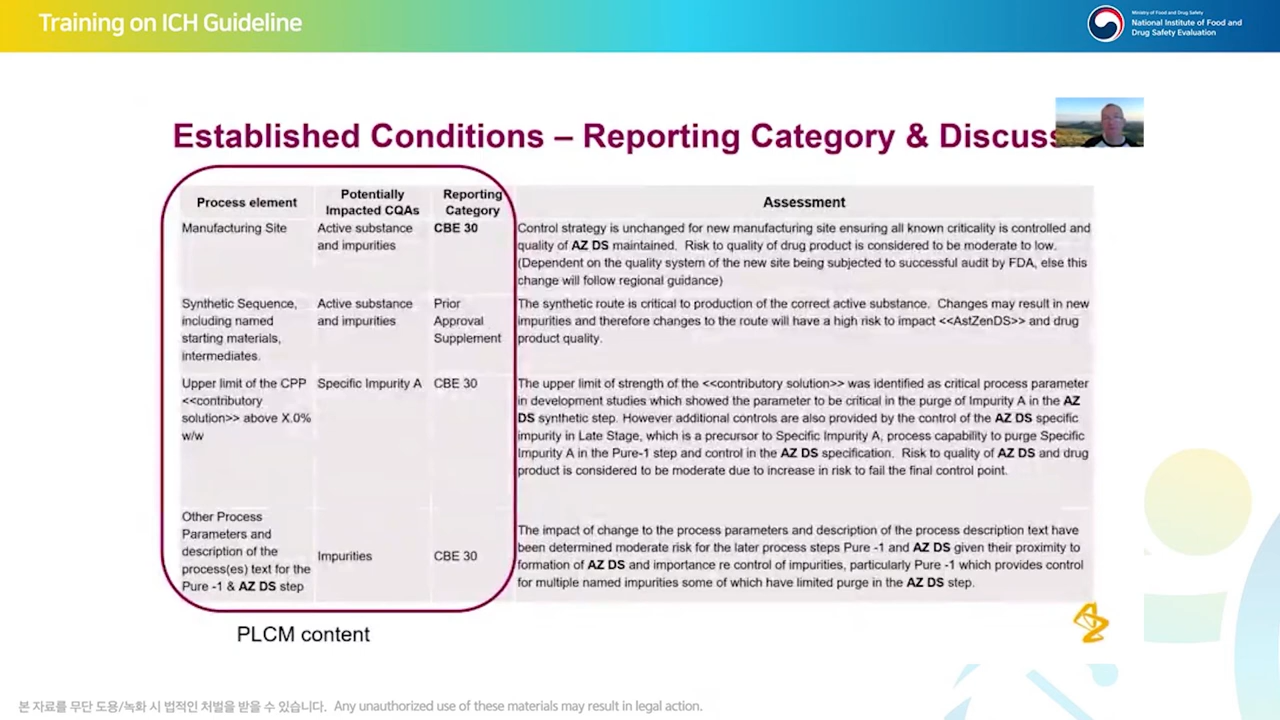 Training on ICH Guideline
Ministry of Food and Drug Safety
National Institute of Food and
Drug Safety Evaluation
Established Conditions – Reporting Category & Discuss
Process element
Potentially
Impacted CQAs
Reporting
Category
Assessment
Manufacturing Site
Active substance
and impurities
CBE 30
Control strategy is unchanged for new manufacturing site ensuring all known criticality is controlled and
quality of AZ DS maintained. Risk to quality of drug product is considered to be moderate to low.
(Dependent on the quality system of the new site being subjected to successful audit by FDA, else this
change will follow regional guidance)
Synthetic Sequence,
including named
starting materials,
intermediates.
Active substance
and impurities
Prior
Approval
Supplement
The synthetic route is critical to production of the correct active substance. Changes may result in new
impurities and therefore changes to the route will have a high risk to impact <<AstZenDS>> and drug
product quality.
Upper limit of the CPP
<<contributory
solution>> above X.0%
w/w
Specific Impurity A
CBE 30
The upper limit of strength of the <<contributory solution>> was identified as critical process parameter
in development studies which showed the parameter to be critical in the purge of Impurity A in the AZ
DS synthetic step. However additional controls are also provided by the control of the AZ DS specific
impurity in Late Stage, which is a precursor to Specific Impurity A, process capability to purge Specific
Impurity A in the Pure-1 step and control in the AZ DS specification. Risk to quality of AZ DS and drug
product is considered to be moderate due to increase in risk to fail the final control point.
Other Process
Parameters and
description of the
process(es) text for the
Pure -1 & AZ DS step
Impurities
CBE 30
The impact of change to the process parameters and description of the process description text have
been determined moderate risk for the later process steps Pure -1 and AZ DS given their proximity to
formation of AZ DS and importance re control of impurities, particularly Pure -1 which provides control
for multiple named impurities some of which have limited purge in the AZ DS step.
PLCM content
본 자료를 무단 도용/녹화 시 법적인 처벌을 받을 수 있습니다. Any unauthorized use of these materials may result in legal action.